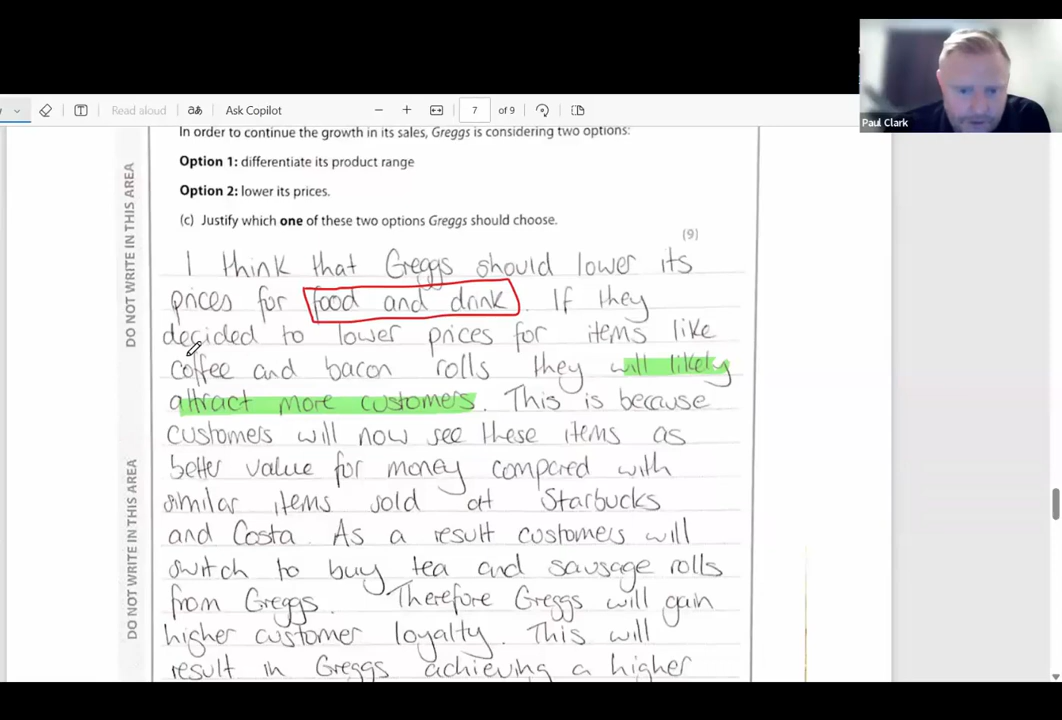 Read aloud
Ask Copilot
7 of 9
Paul Clark
In order to continue the growth in its sales, Greggs is considering two options:
Option 1: differentiate its product range
Option 2: lower its prices.
(c) Justify which one of these two options Greggs should choose.
(9)
DO NOT WRITE IN THIS AREA
DO NOT WRITE IN THIS AREA
I think that Greggs should lower its
prices for food and drink. If they
decided to lower prices for items like
coffee and bacon rolls they will likely
attract more customers. This is because
customers will now see these items as
better value for money compared with
similar items sold at Starbucks
and Costa. As a result customers will
switch to buy tea and sausage rolls
from Greggs. Therefore Greggs will gain
higher customer loyalty. This will
result in Greggs achieving a higher